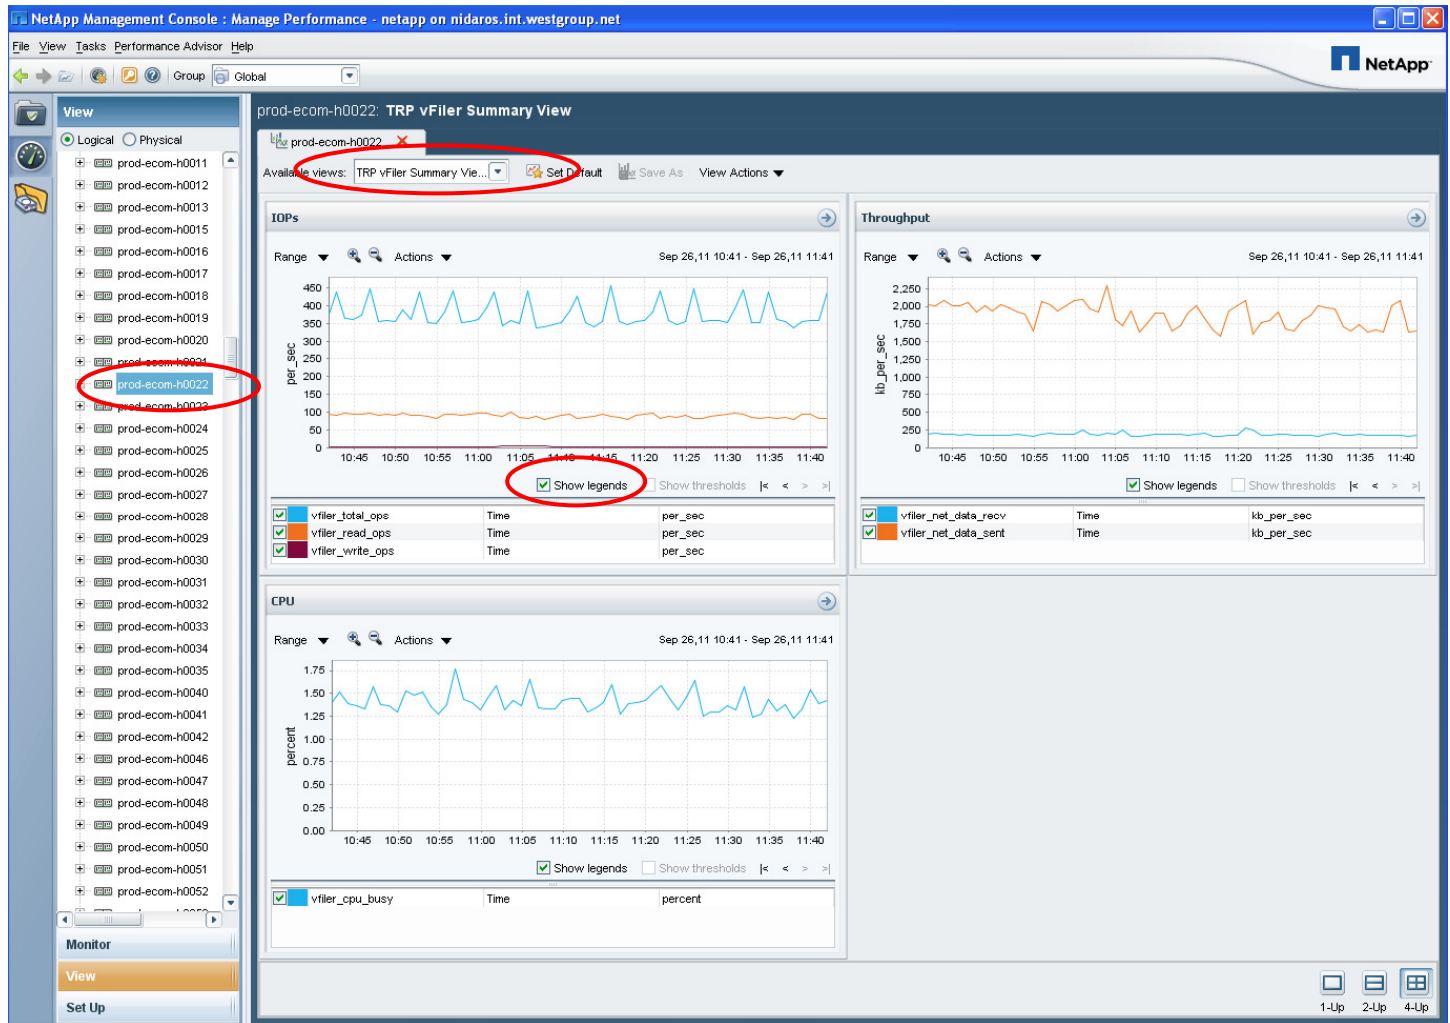 NetApp Management Console : Manage Performance - netapp on nidaros.int.westgroup.net
File View Tasks Performance Advisor Help
Group Global
NetApp
View
Logical Physical
prod-ecom-h0011
prod-ecom-h0012
prod-ecom-h0013
prod-ecom-h0015
prod-ecom-h0016
prod-ecom-h0017
prod-ecom-h0018
prod-ecom-h0019
prod-ecom-h0020
prod-ecom-h0021
prod-ecom-h0022
prod-ecom-h0023
prod-ecom-h0024
prod-ecom-h0025
prod-ecom-h0026
prod-ecom-h0027
prod-ccom-h0028
prod-ecom-h0029
prod-ecom-h0030
prod-ecom-h0031
prod-ecom-h0032
prod-ecom-h0033
prod-ecom-h0034
prod-ecom-h0035
prod-ecom-h0040
prod-ecom-h0041
prod-ecom-h0042
prod-ecom-h0046
prod-ecom-h0047
prod-ecom-h0048
prod-ecom-h0049
prod-ecom-h0050
prod-ecom-h0051
prod-ecom-h0052
Monitor
View
Set Up
prod-ecom-h0022: TRP vFiler Summary View
prod-ecom-h0022
Available views: TRP vFiler Summary Vie... Set Default Save As View Actions
IOPs
Range Actions Sep 26,11 10:41 - Sep 26,11 11:41
per_sec
450
400
350
300
250
200
150
100
50
0
10:45 10:50 10:55 11:00 11:05 11:10 11:15 11:20 11:25 11:30 11:35 11:40
Show legends Show thresholds |< < > >|
vfiler_total_ops Time per_sec
vfiler_read_ops Time per_sec
vfiler_write_ops Time per_sec
Throughput
Range Actions Sep 26,11 10:41 - Sep 26,11 11:41
kb_per_sec
2,250
2,000
1,750
1,500
1,250
1,000
750
500
250
0
10:45 10:50 10:55 11:00 11:05 11:10 11:15 11:20 11:25 11:30 11:35 11:40
Show legends Show thresholds |< < > >|
vfiler_net_data_recv Time kb_per_sec
vfiler_net_data_sent Time kb_per_sec
CPU
Range Actions Sep 26,11 10:41 - Sep 26,11 11:41
percent
1.75
1.50
1.25
1.00
0.75
0.50
0.25
0.00
10:45 10:50 10:55 11:00 11:05 11:10 11:15 11:20 11:25 11:30 11:35 11:40
Show legends Show thresholds |< < > >|
vfiler_cpu_busy Time percent
1-Up 2-Up 4-Up